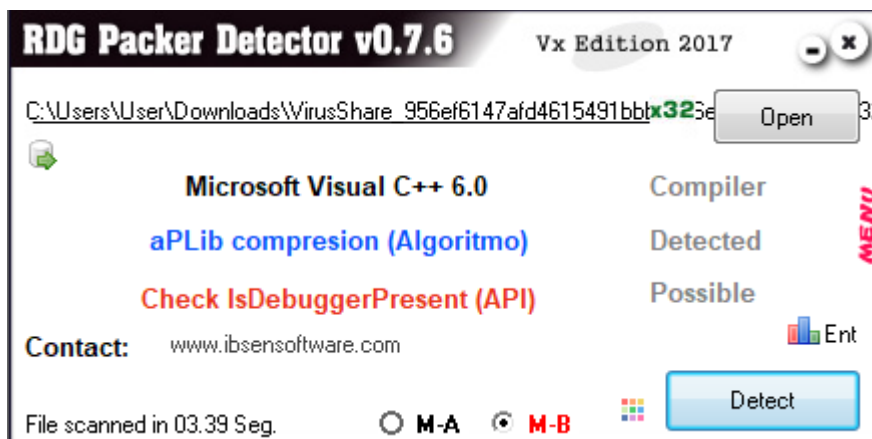 RDG Packer Detector v0.7.6 Vx Edition 2017
C:\Users\User\Downloads\VirusShare_956ef6147afd4615491bbb x32 Open
Microsoft Visual C++ 6.0 Compiler
aPLib compresion (Algoritmo) Detected
MENU
Check IsDebuggerPresent (API) Possible
Ent
Contact: www.ibsensoftware.com
Detect
File scanned in 03.39 Seg. M-A M-B